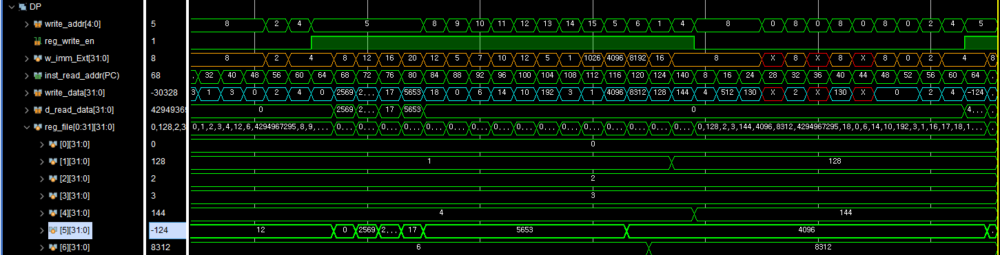 DP
write_addr[4:0] 5 8 2 4 5 8 9 10 11 12 13 14 15 5 6 1 4 8 0 8 0 8 0 8 0 2 4 5
reg_write_en 1
w_imm_Ext[31:0] 8 8 2 4 8 12 16 20 12 5 7 10 12 12 2 1 1026 4096 8192 16 8 X 8 X 8 X 8 0 2 4 8
inst_read_addr(PC) 68 . 32 40 48 56 60 64 68 72 76 80 84 88 92 96 100 104 108 112 116 120 124 140 8 16 24 28 32 36 40 44 48 52 56 60 64 .
write_data[31:0] -30328 3 1 3 0 2 4 0 2569 2... 17 5653 18 0 6 14 10 192 3 1 4096 8312 128 144 4 512 130 X 2 X 130 X 0 2 4 -124 .
d_read_data[31:0] 42949369 0 2569 2... 17 5653 0 4... .
reg_file[0:31][31:0] 0,128,2,3 0,1,2,3,4,12,6,4294967295,8,9,... 0... 0... 0... 0... 0... 0... 0... 0... 0... 0... 0... 0... 0... 0... 0... 0... 0,128,2,3,144,4096,8312,4294967295,18,0,6,14,10,192,3,1,16,17,18,1... .
[0][31:0] 0 0
[1][31:0] 128 1 128
[2][31:0] 2 2
[3][31:0] 3 3
[4][31:0] 144 4 144
[5][31:0] -124 12 0 2569 2... 17 5653 4096 .
[6][31:0] 8312 6 8312